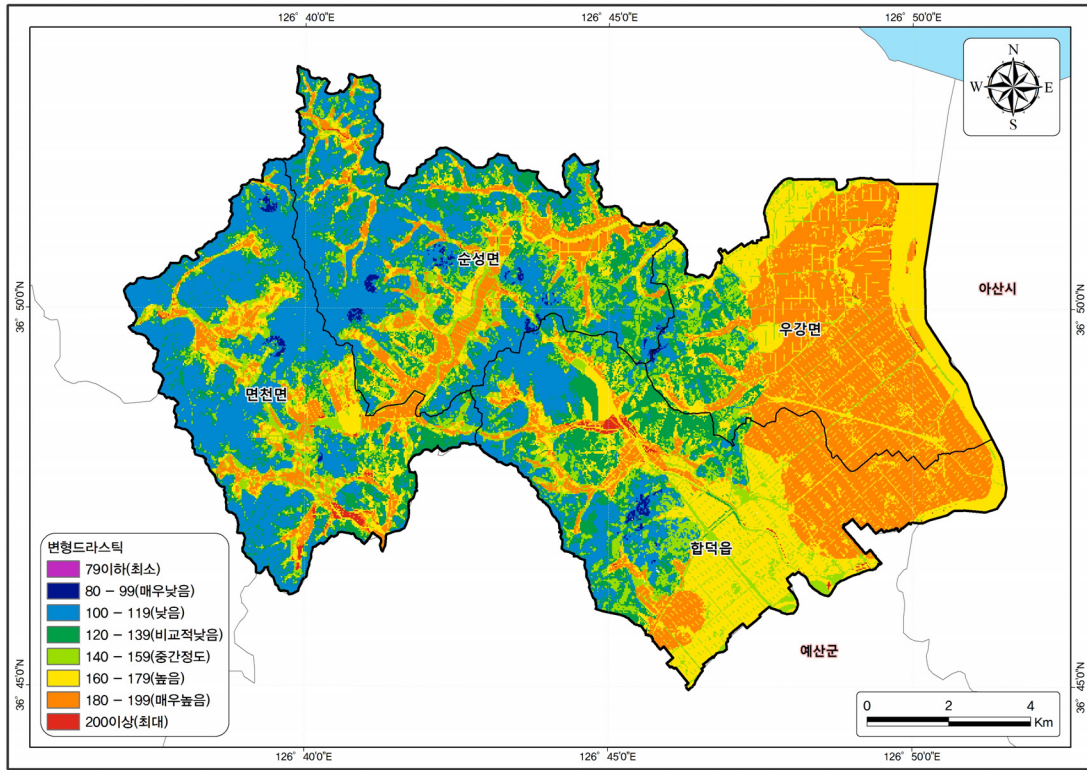 126° 40'0"E
126° 45'0"E
126° 50'0"E
N
W
E
S
순성면
아산시
36° 50'0"N
36° 50'0"N
우강면
면천면
합덕읍
예산군
변형드라스틱
79이하(최소)
80 - 99(매우낮음)
100 - 119(낮음)
120 - 139(비교적낮음)
140 - 159(중간정도)
160 - 179(높음)
180 - 199(매우높음)
200이상(최대)
36° 45'0"N
36° 45'0"N
0 2 4
Km
126° 40'0"E
126° 45'0"E
126° 50'0"E